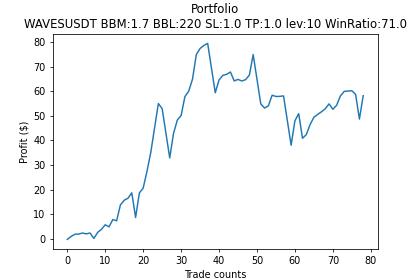 Portfolio
WAVESUSDT BBM:1.7 BBL:220 SL:1.0 TP:1.0 lev:10 WinRatio:71.0
80
70
60
50
40
30
20
10
0
Profit ($)
0 10 20 30 40 50 60 70 80
Trade counts